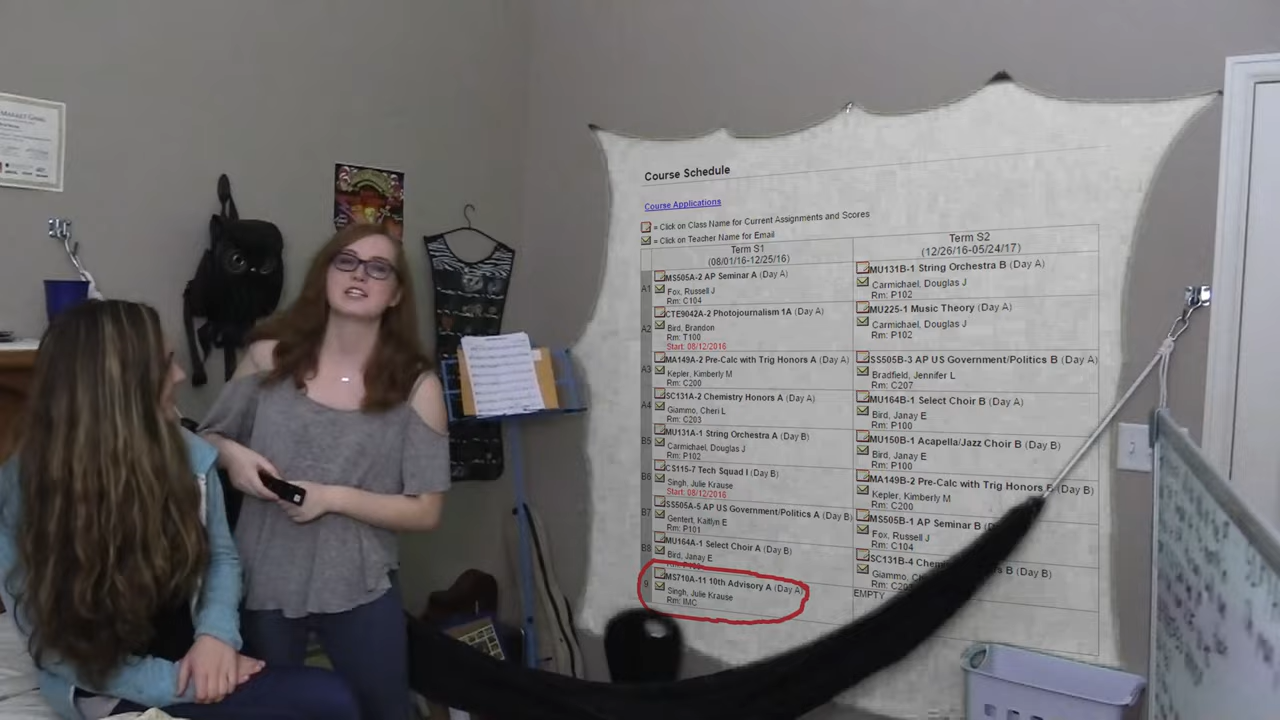 MARKET GAME
Course Schedule
Course Applications
= Click on Class Name for Current Assignments and Scores
= Click on Teacher Name for Email
Term S1
(08/01/16-12/25/16)
Term S2
(12/26/16-05/24/17)
A1
MS505A-2 AP Seminar A (Day A)
Fox, Russell J
Rm: C104
MU131B-1 String Orchestra B (Day A)
Carmichael, Douglas J
Rm: P102
A2
CTE9042A-2 Photojournalism 1A (Day A)
Bird, Brandon
Rm: T100
Start: 08/12/2016
MU225-1 Music Theory (Day A)
Carmichael, Douglas J
Rm: P102
A3
MA149A-2 Pre-Calc with Trig Honors A (Day A)
Kepler, Kimberly M
Rm: C200
SS505B-3 AP US Government/Politics B (Day A)
Bradfield, Jennifer L
Rm: C207
A4
SC131A-2 Chemistry Honors A (Day A)
Giammo, Cheri L
Rm: C203
MU164B-1 Select Choir B (Day A)
Bird, Janay E
Rm: P100
B5
MU131A-1 String Orchestra A (Day B)
Carmichael, Douglas J
Rm: P102
MU150B-1 Acapella/Jazz Choir B (Day B)
Bird, Janay E
Rm: P100
B6
CS115-7 Tech Squad I (Day B)
Singh, Julie Krause
Start: 08/12/2016
MA149B-2 Pre-Calc with Trig Honors B (Day B)
Kepler, Kimberly M
Rm: C200
B7
SS505A-5 AP US Government/Politics A (Day B)
Gentert, Kaitlyn E
Rm: P101
MS505B-1 AP Seminar B
Fox, Russell J
Rm: C104
B8
MU164A-1 Select Choir A (Day B)
Bird, Janay E
SC131B-4 B (Day B)
Giammo,
9
MS710A-11 10th Advisory A (Day A)
Singh, Julie Krause
Rm: IMC
EMPTY